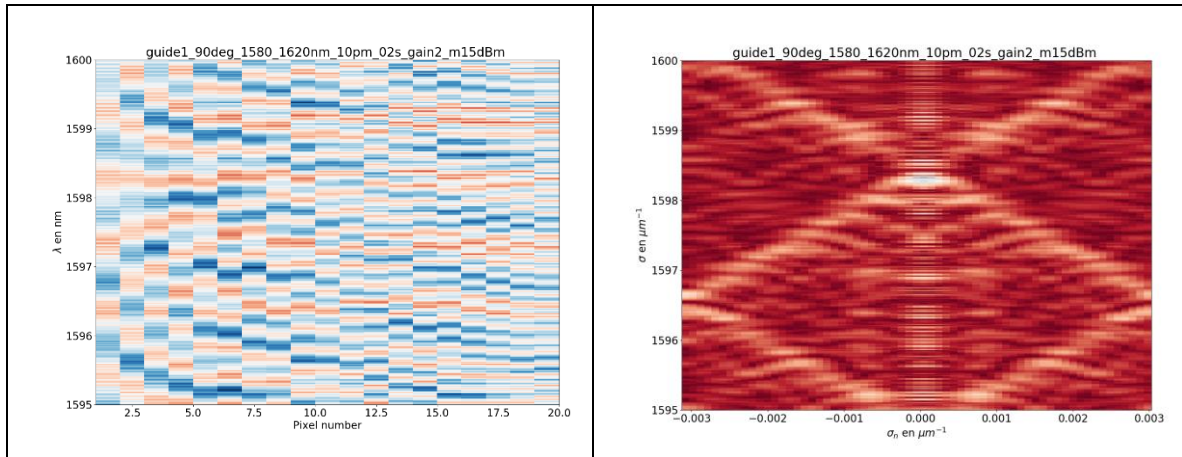 guide1_90deg_1580_1620nm_10pm_02s_gain2_m15dBm
1600
1599
1598
1597
1596
1595
λ en nm
2.5 5.0 7.5 10.0 12.5 15.0 17.5 20.0
Pixel number
guide1_90deg_1580_1620nm_10pm_02s_gain2_m15dBm
1600
1599
1598
1597
1596
1595
σ en μm⁻¹
−0.003 −0.002 −0.001 0.000 0.001 0.002 0.003
σₙ en μm⁻¹